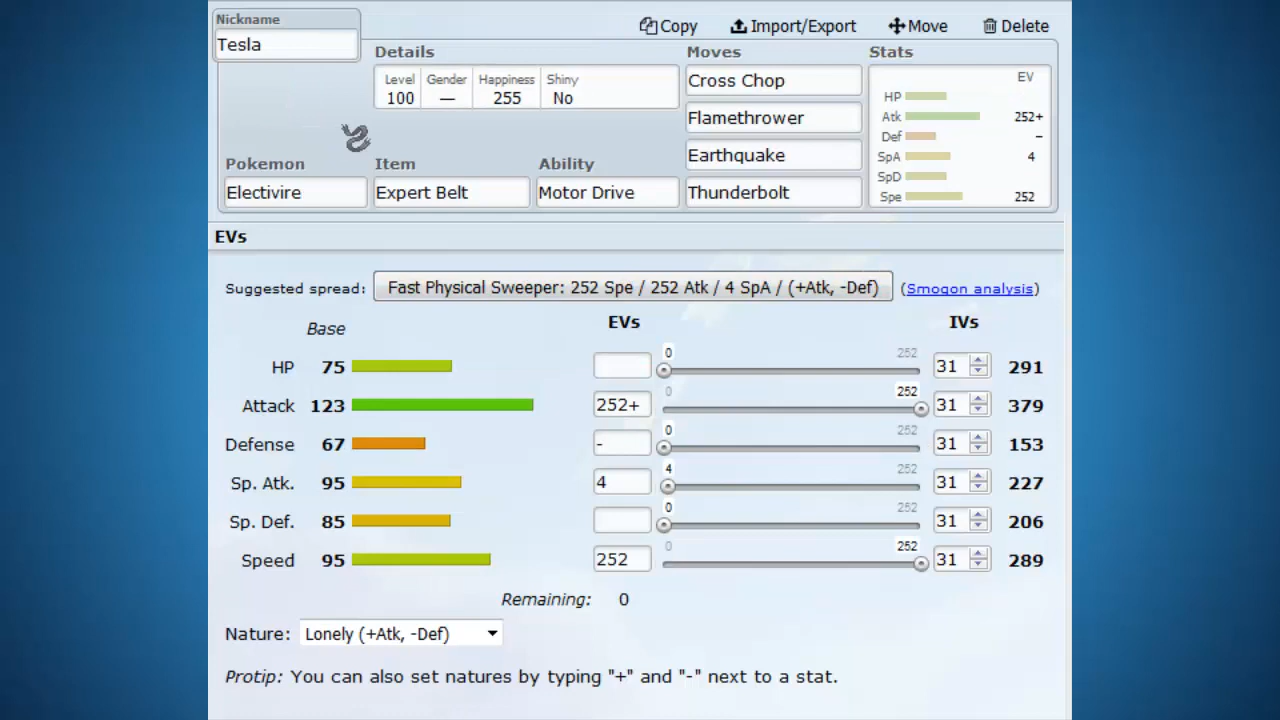 Nickname
Tesla
Copy Import/Export Move Delete
Details Moves Stats
Level Gender Happiness Shiny
100 — 255 No
Cross Chop
Flamethrower
Earthquake
Thunderbolt
EV
HP
Atk 252+
Def –
SpA 4
SpD
Spe 252
Pokemon Item Ability
Electivire Expert Belt Motor Drive
EVs
Suggested spread: Fast Physical Sweeper: 252 Spe / 252 Atk / 4 SpA / (+Atk, -Def) (Smogon analysis)
Base EVs IVs
HP 75 0 252 31 291
Attack 123 252+ 0 252 31 379
Defense 67 - 0 252 31 153
Sp. Atk. 95 4 4 252 31 227
Sp. Def. 85 0 252 31 206
Speed 95 252 0 252 31 289
Remaining: 0
Nature: Lonely (+Atk, -Def)
Protip: You can also set natures by typing "+" and "-" next to a stat.